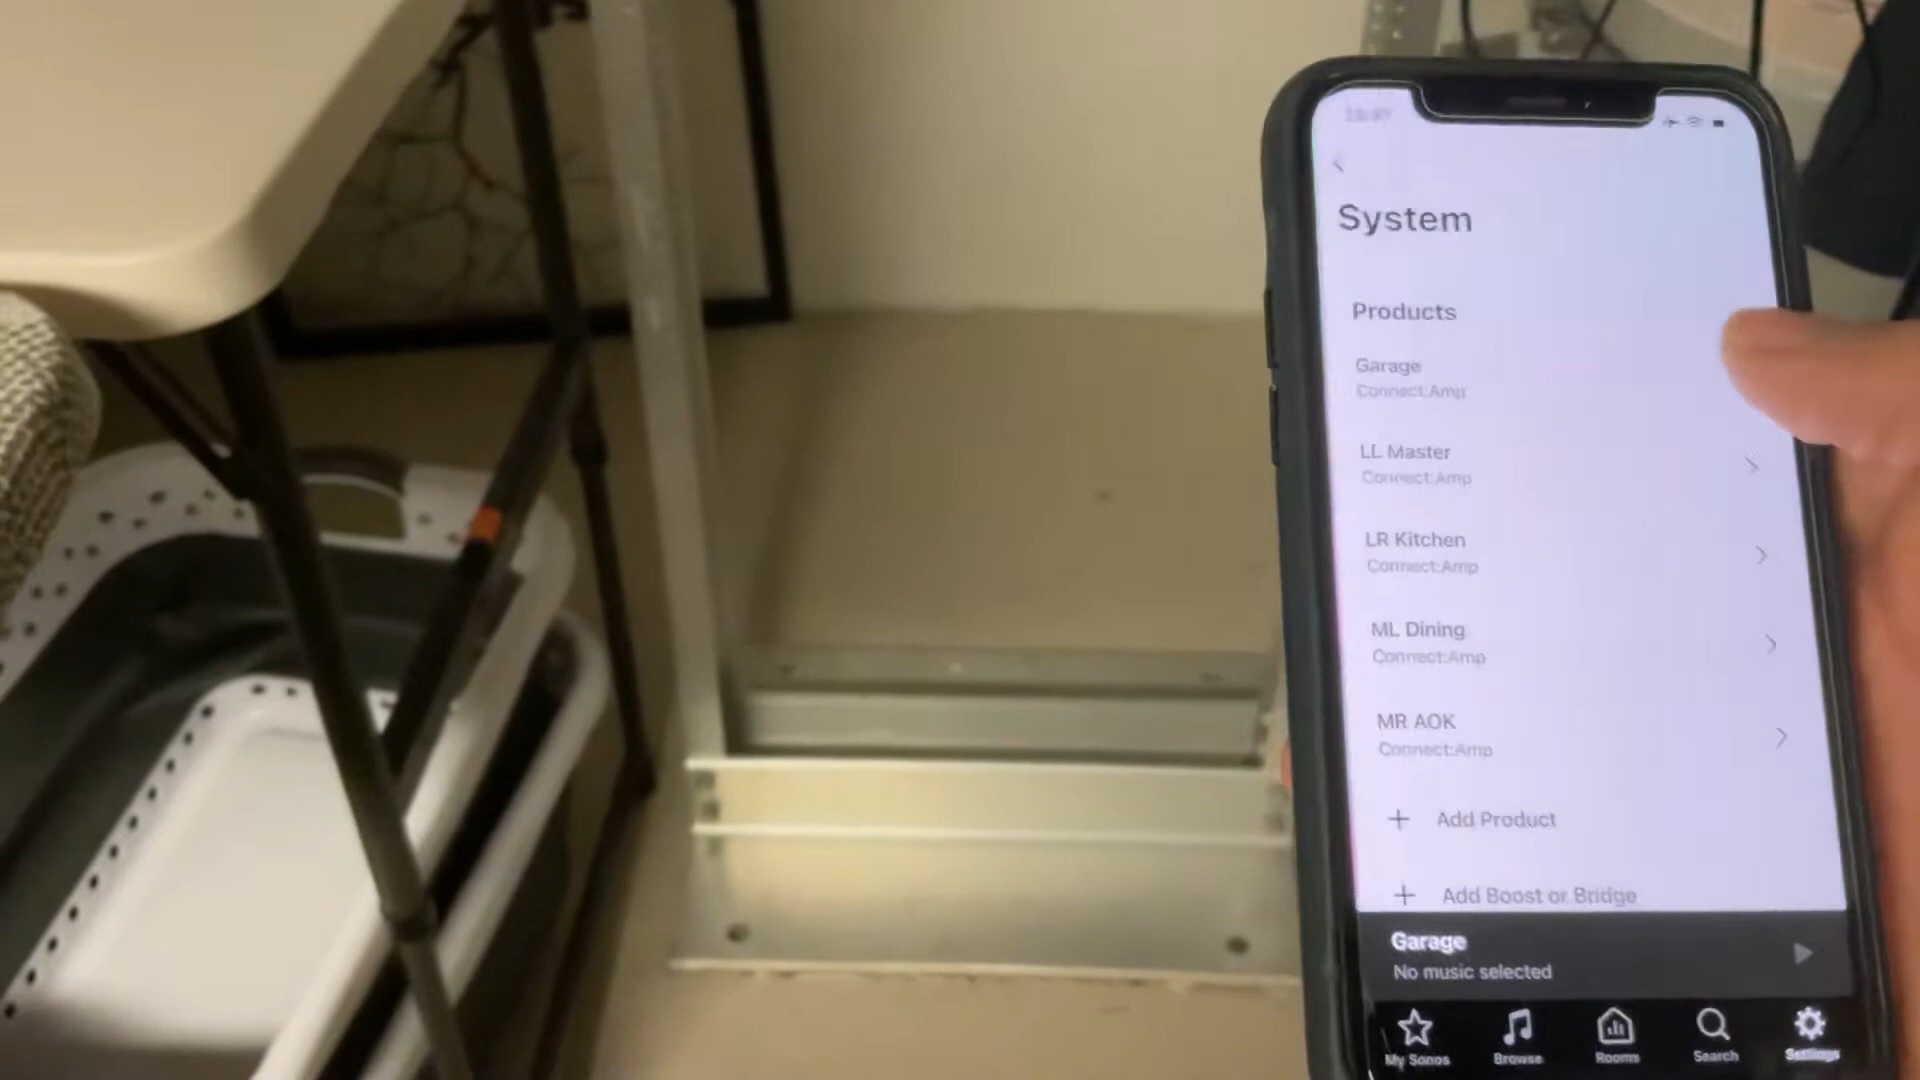 System
Products
Garage
Connect:Amp
LL Master
Connect:Amp
LR Kitchen
Connect:Amp
ML Dining
Connect:Amp
MR AOK
Connect:Amp
+ Add Product
+ Add Boost or Bridge
Garage
No music selected
My Sonos
Browse
Rooms
Search
Settings